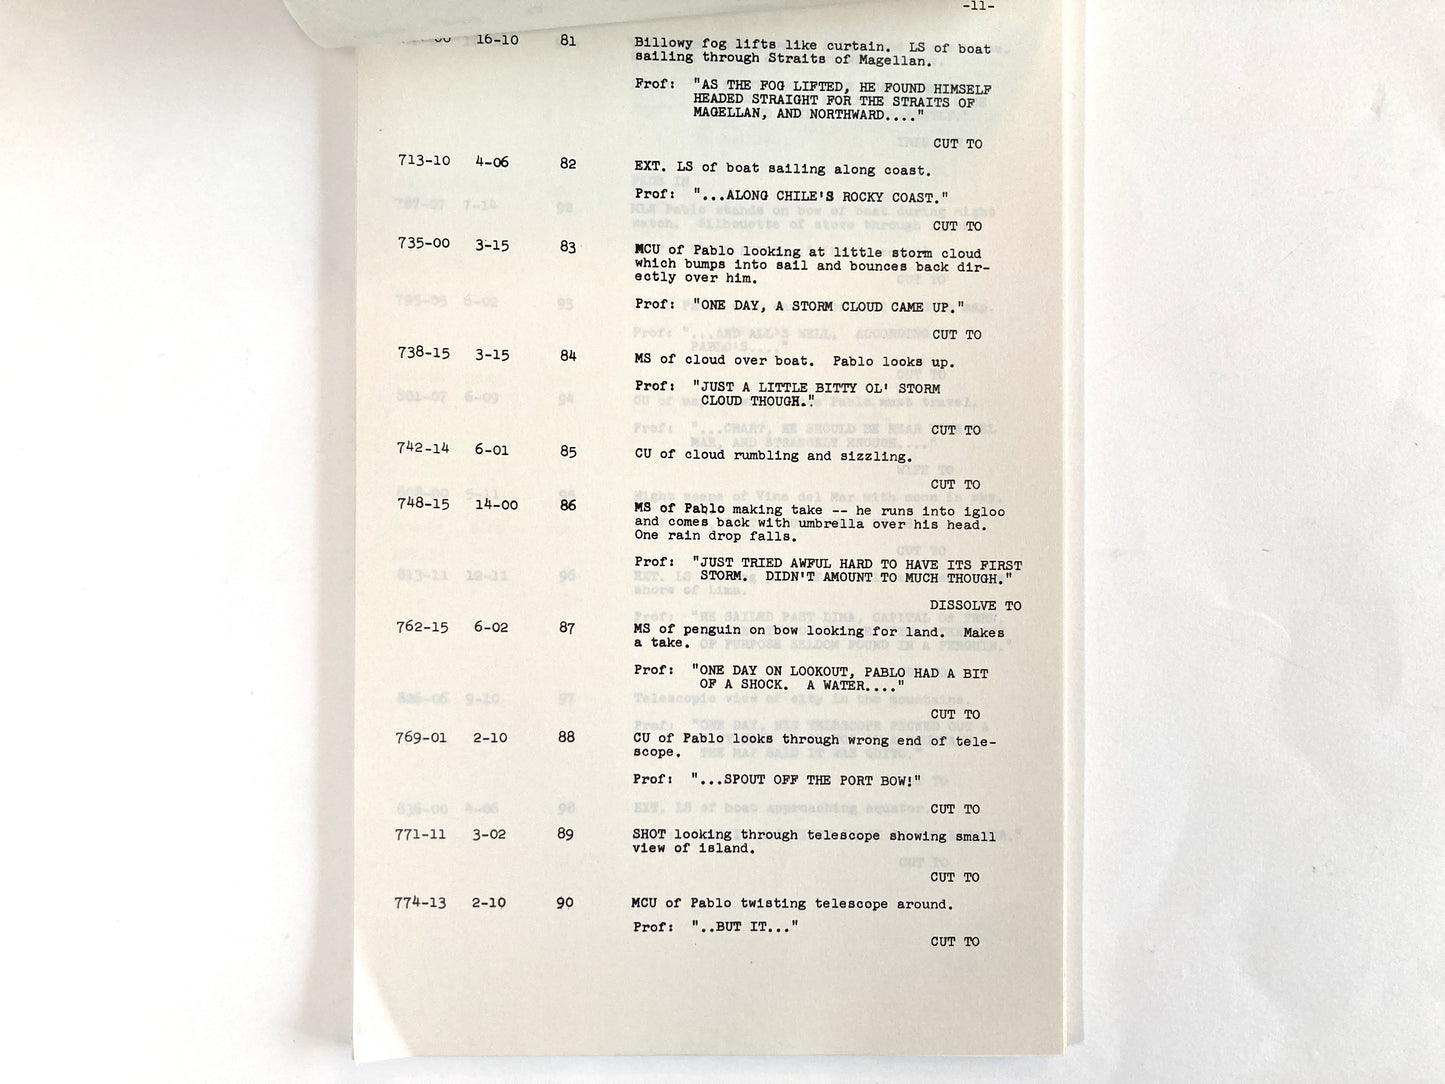 -11-
16-10 81 Billowy fog lifts like curtain. LS of boat
sailing through Straits of Magellan.
Prof: "AS THE FOG LIFTED, HE FOUND HIMSELF
HEADED STRAIGHT FOR THE STRAITS OF
MAGELLAN, AND NORTHWARD...."
CUT TO
713-10 4-06 82 EXT. LS of boat sailing along coast.
Prof: "...ALONG CHILE'S ROCKY COAST."
CUT TO
735-00 3-15 83 MCU of Pablo looking at little storm cloud
which bumps into sail and bounces back dir-
ectly over him.
Prof: "ONE DAY, A STORM CLOUD CAME UP."
CUT TO
738-15 3-15 84 MS of cloud over boat. Pablo looks up.
Prof: "JUST A LITTLE BITTY OL' STORM
CLOUD THOUGH."
CUT TO
742-14 6-01 85 CU of cloud rumbling and sizzling.
CUT TO
748-15 14-00 86 MS of Pablo making take -- he runs into igloo
and comes back with umbrella over his head.
One rain drop falls.
Prof: "JUST TRIED AWFUL HARD TO HAVE ITS FIRST
STORM. DIDN'T AMOUNT TO MUCH THOUGH."
DISSOLVE TO
762-15 6-02 87 MS of penguin on bow looking for land. Makes
a take.
Prof: "ONE DAY ON LOOKOUT, PABLO HAD A BIT
OF A SHOCK. A WATER...."
CUT TO
769-01 2-10 88 CU of Pablo looks through wrong end of tele-
scope.
Prof: "...SPOUT OFF THE PORT BOW!"
CUT TO
771-11 3-02 89 SHOT looking through telescope showing small
view of island.
CUT TO
774-13 2-10 90 MCU of Pablo twisting telescope around.
Prof: "..BUT IT..."
CUT TO